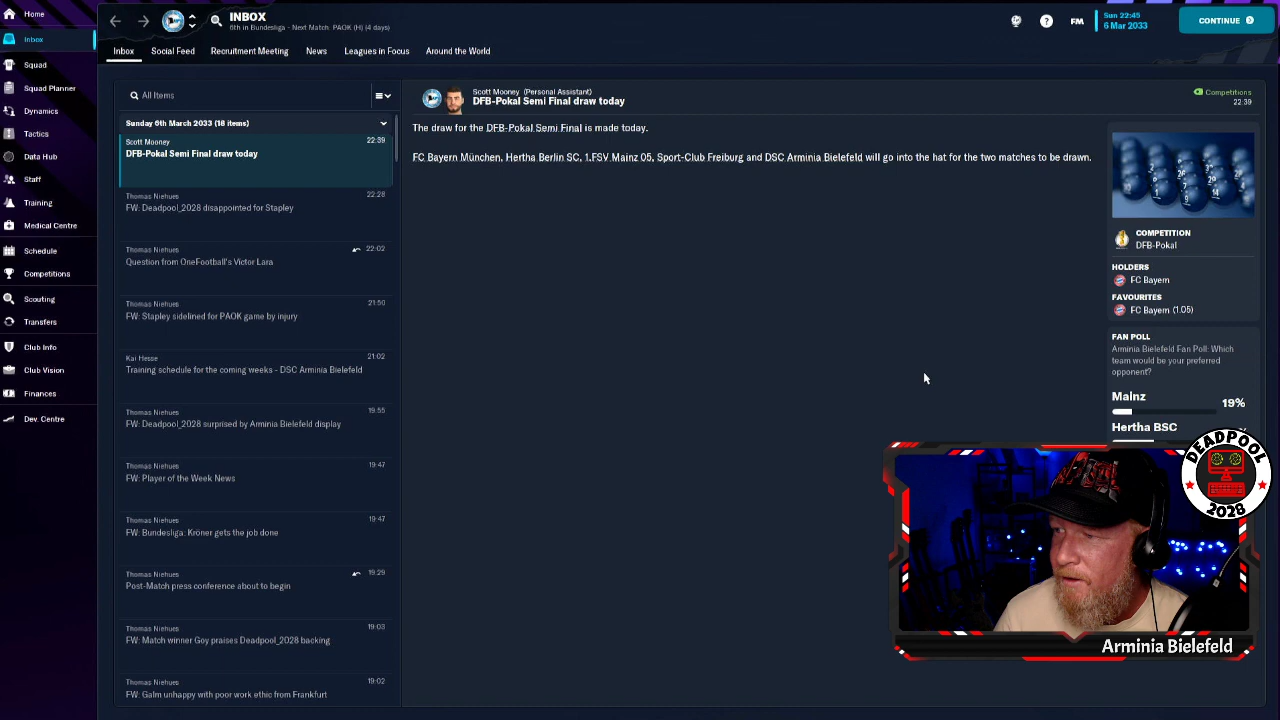 Home
Inbox
Squad
Squad Planner
Dynamics
Tactics
Data Hub
Staff
Training
Medical Centre
Schedule
Competitions
Scouting
Transfers
Club Info
Club Vision
Finances
Dev. Centre
INBOX
6th in Bundesliga - Next Match: PAOK (H) (4 days)
FM
Sun 22:45
6 Mar 2033
CONTINUE
Inbox
Social Feed
Recruitment Meeting
News
Leagues in Focus
Around the World
All Items
Sunday 6th March 2033 (18 items)
Scott Mooney 22:39
DFB-Pokal Semi Final draw today
Thomas Niehues 22:28
FW: Deadpool_2028 disappointed for Stapley
Thomas Niehues 22:02
Question from OneFootball's Víctor Lara
Thomas Niehues 21:50
FW: Stapley sidelined for PAOK game by injury
Kai Hesse 21:02
Training schedule for the coming weeks - DSC Arminia Bielefeld
Thomas Niehues 19:55
FW: Deadpool_2028 surprised by Arminia Bielefeld display
Thomas Niehues 19:47
FW: Player of the Week News
Thomas Niehues 19:47
FW: Bundesliga: Kröner gets the job done
Thomas Niehues 19:29
Post-Match press conference about to begin
Thomas Niehues 19:03
FW: Match winner Goy praises Deadpool_2028 backing
Thomas Niehues 19:02
FW: Galm unhappy with poor work ethic from Frankfurt
Scott Mooney (Personal Assistant)
DFB-Pokal Semi Final draw today
Competitions
22:39
The draw for the DFB-Pokal Semi Final is made today.
FC Bayern München, Hertha Berlin SC, 1.FSV Mainz 05, Sport-Club Freiburg and DSC Arminia Bielefeld will go into the hat for the two matches to be drawn.
COMPETITION
DFB-Pokal
HOLDERS
FC Bayern
FAVOURITES
FC Bayern (1.05)
FAN POLL
Arminia Bielefeld Fan Poll: Which
team would be your preferred
opponent?
Mainz 19%
Hertha BSC
DEADPOOL
2028
Arminia Bielefeld